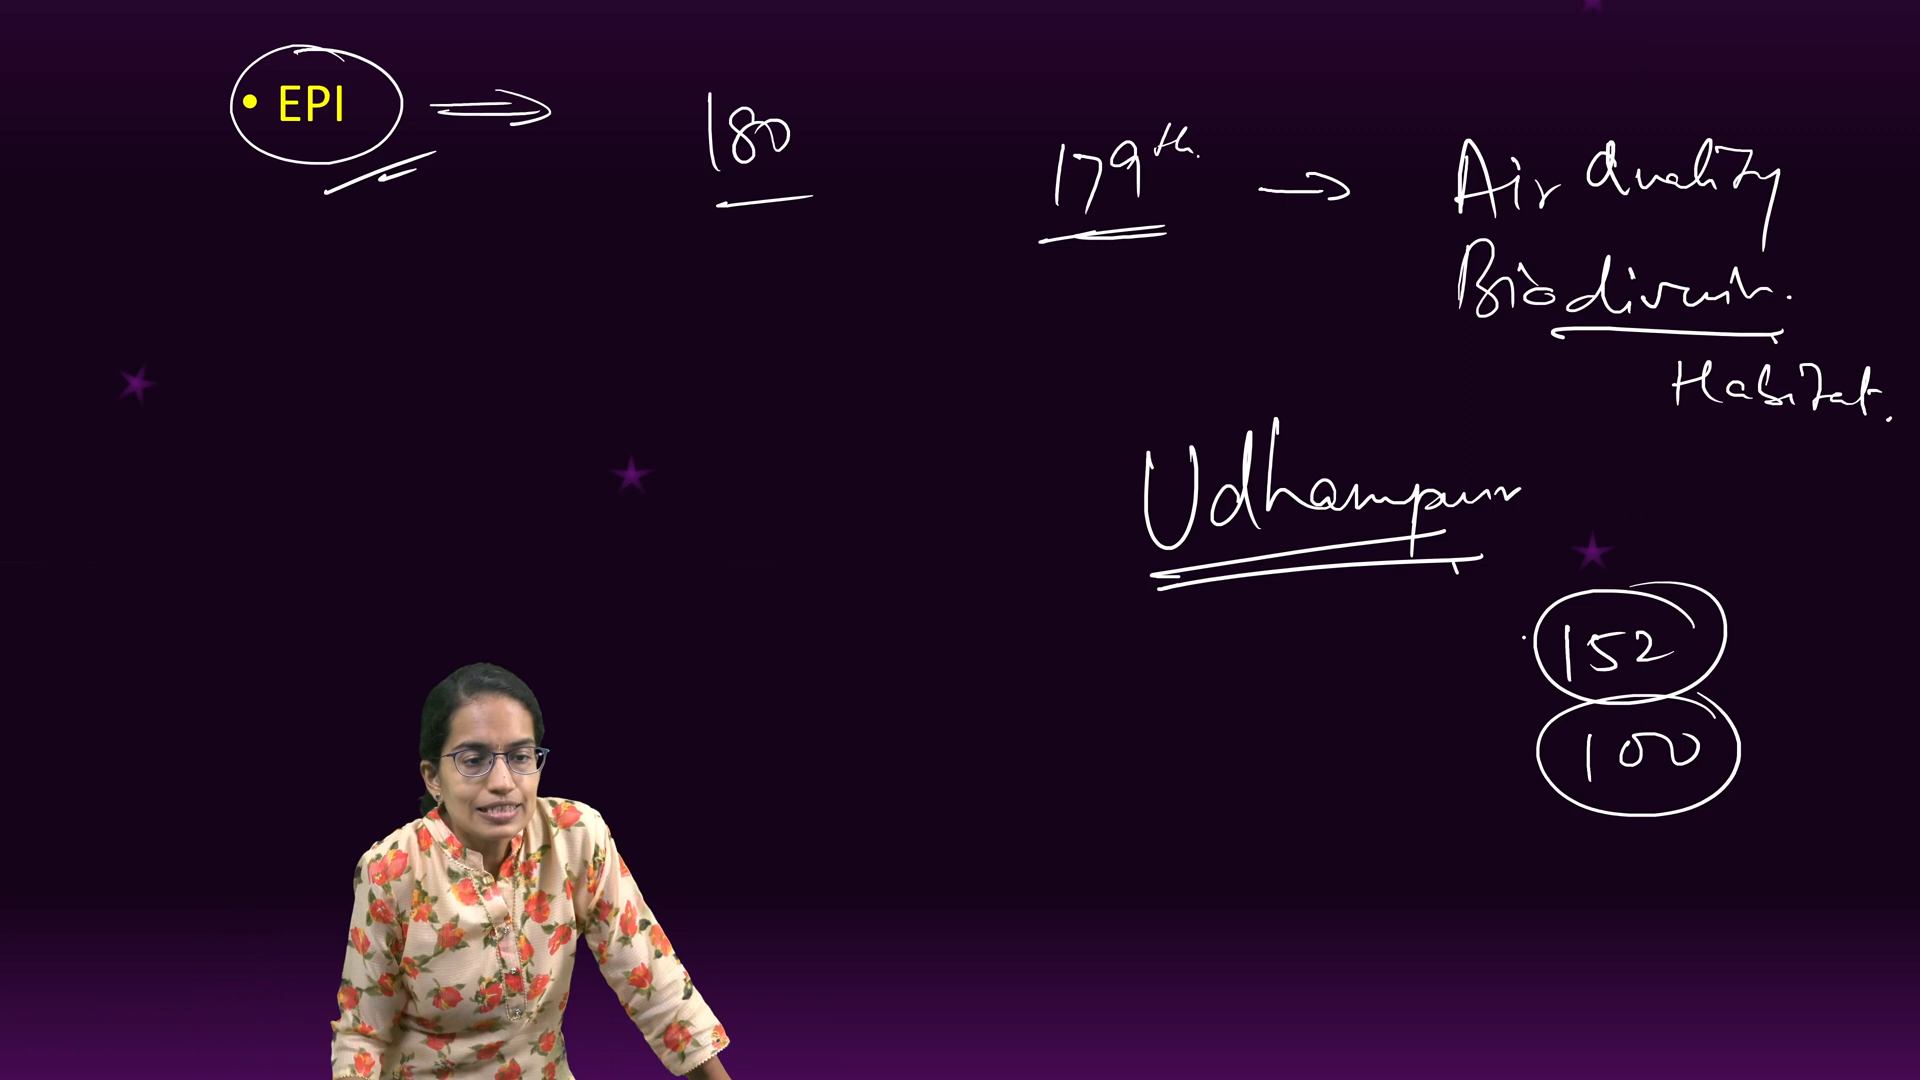 • EPI
180
179th.
Air Quality
Biodiversity.
Habitat.
Udhampur
152
100